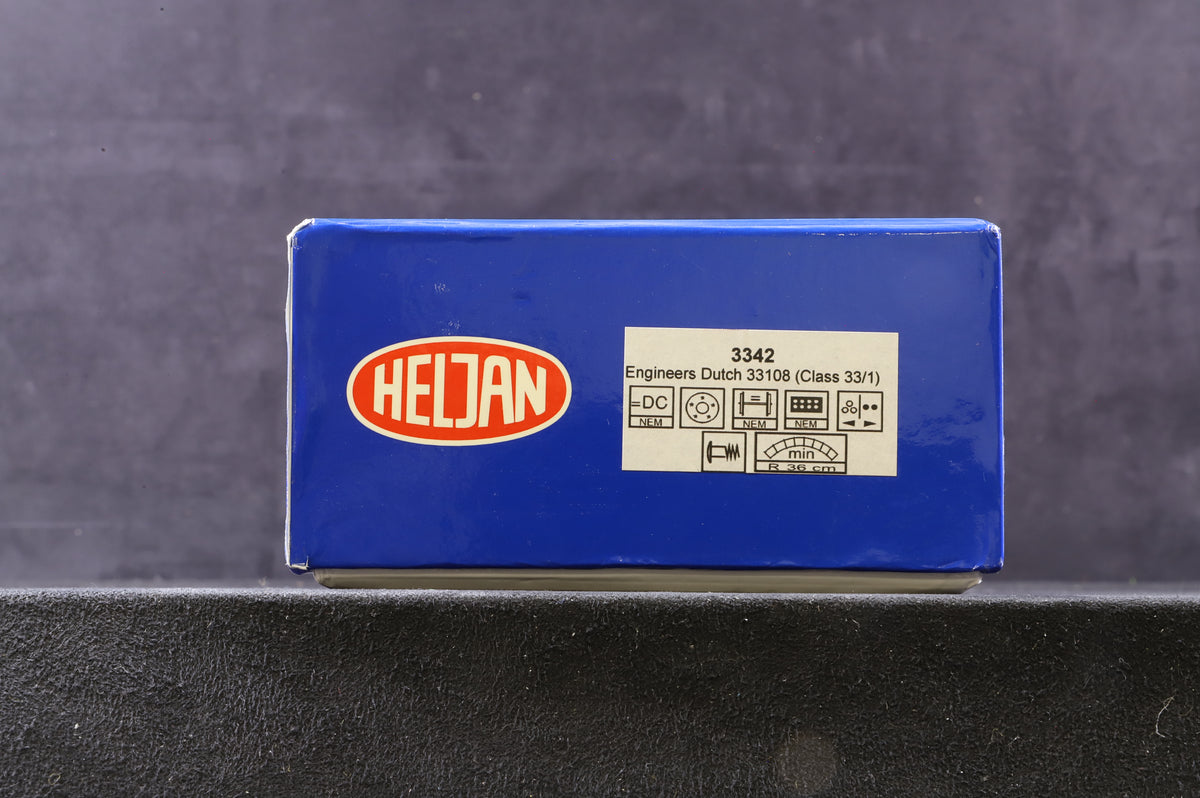 HELJAN
3342
Engineers Dutch 33108 (Class 33/1)
=DC
NEM
NEM
NEM
min
R 36 cm